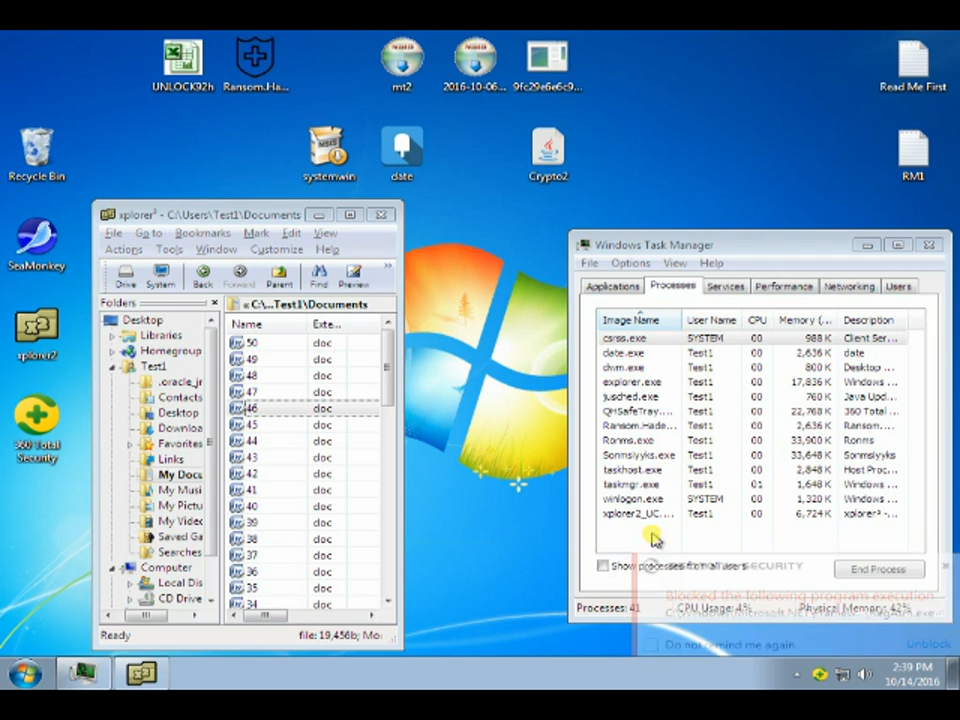 UNLOCK92h
Ransom.Ha...
mt2
2016-10-06...
9fc29e6e6c9...
Read Me First
Recycle Bin
systemwin
date
Crypto2
RM1
SeaMonkey
xplorer2
360 Total
Security
xplorer² - C:\Users\Test1\Documents
File Go to Bookmarks Mark Edit View
Actions Tools Window Customize Help
Drive System Back Forward Parent Find Preview
Folders
« C:\...Test1\Documents
Name Exte...
Desktop
Libraries
Homegroup
Test1
.oracle_jr
Contacts
Desktop
Downloa
Favorites
Links
My Docu
My Musi
My Pictu
My Video
Saved Ga
Searches
Computer
Local Dis
CD Drive
50 doc
49 doc
48 doc
47 doc
46 doc
45 doc
44 doc
43 doc
42 doc
41 doc
40 doc
39 doc
38 doc
37 doc
36 doc
35 doc
34 doc
Ready file: 19,456b; Mo
Windows Task Manager
File Options View Help
Applications Processes Services Performance Networking Users
Image Name User Name CPU Memory (... Description
csrss.exe SYSTEM 00 988 K Client Ser...
date.exe Test1 00 2,636 K date
dwm.exe Test1 00 800 K Desktop ...
explorer.exe Test1 00 17,836 K Windows ...
jusched.exe Test1 00 760 K Java Upd...
QHSafeTray.... Test1 00 22,768 K 360 Total ...
Ransom.Hade... Test1 00 2,636 K Ransom....
Ronms.exe Test1 00 33,900 K Ronms
Sonmsiyyks.exe Test1 00 33,648 K Sonmsiyyks
taskhost.exe Test1 00 2,848 K Host Proc...
taskmgr.exe Test1 01 1,648 K Windows ...
winlogon.exe SYSTEM 00 1,320 K Windows ...
xplorer2_UC.... Test1 00 6,724 K xplorer² -...
Show processes from all users
End Process
SECURITY
Blocked the following program execution
Processes: 41 CPU Usage: 4% Physical Memory: 42%
Do not remind me again Unblock
2:39 PM
10/14/2016